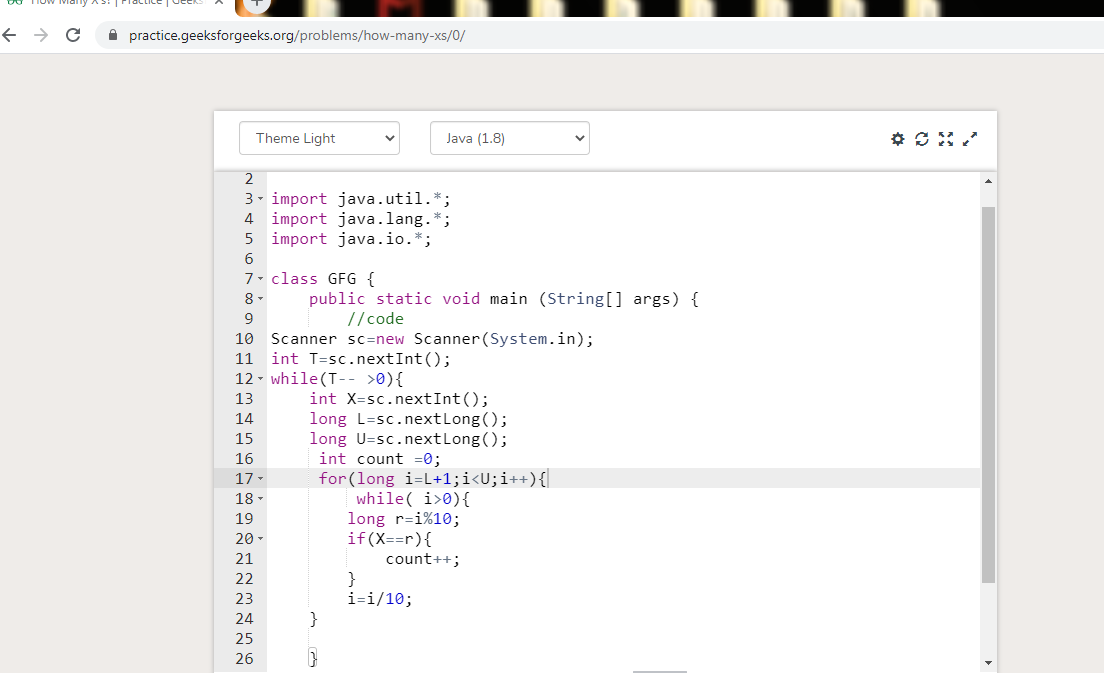 How Many X's? | Practice | Geeks
practice.geeksforgeeks.org/problems/how-many-xs/0/
Theme Light Java (1.8)
2
3 import java.util.*;
4 import java.lang.*;
5 import java.io.*;
6
7 class GFG {
8 public static void main (String[] args) {
9 //code
10 Scanner sc=new Scanner(System.in);
11 int T=sc.nextInt();
12 while(T-- >0){
13 int X=sc.nextInt();
14 long L=sc.nextLong();
15 long U=sc.nextLong();
16 int count =0;
17 for(long i=L+1;i<U;i++){
18 while( i>0){
19 long r=i%10;
20 if(X==r){
21 count++;
22 }
23 i=i/10;
24 }
25
26 }